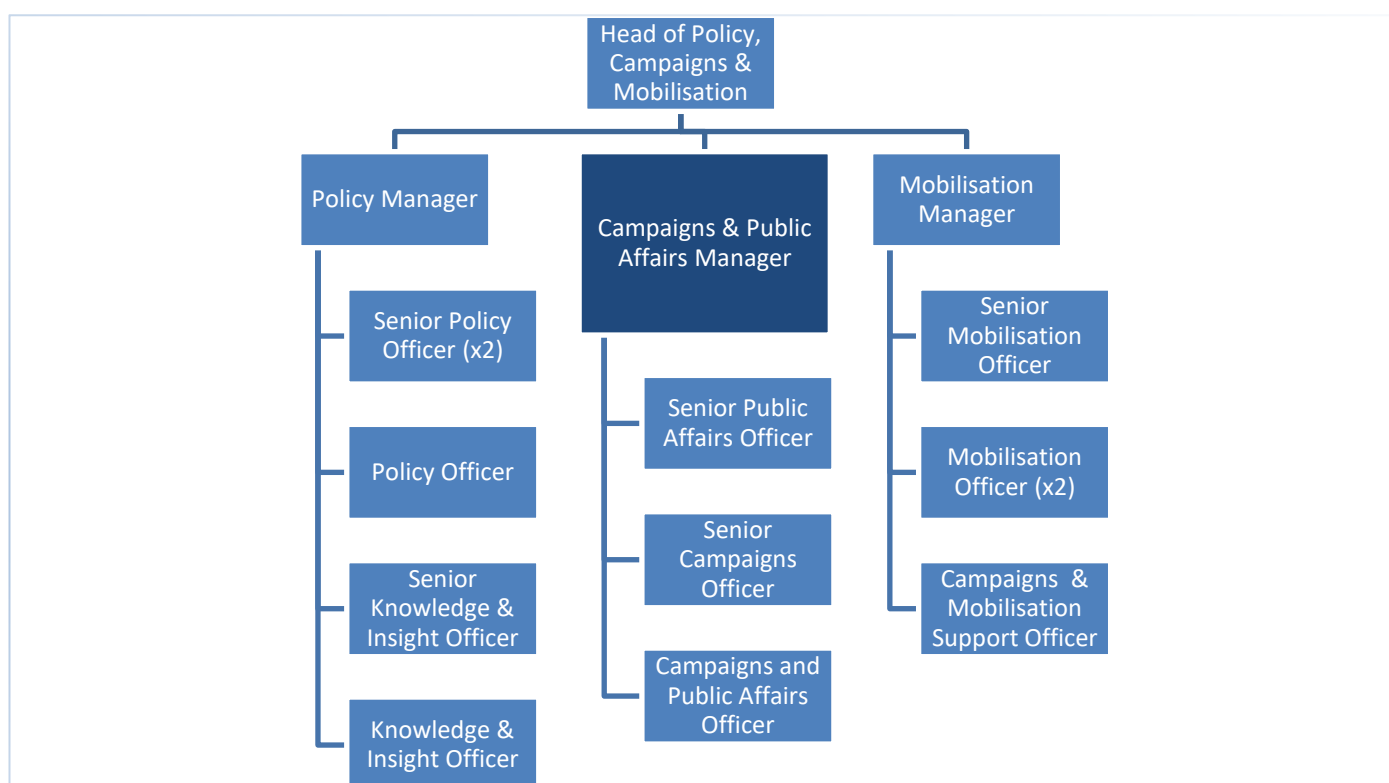 Head of Policy,
Campaigns &
Mobilisation
Policy Manager
Campaigns & Public
Affairs Manager
Mobilisation
Manager
Senior Policy
Officer (x2)
Policy Officer
Senior
Knowledge &
Insight Officer
Knowledge &
Insight Officer
Senior Public
Affairs Officer
Senior
Campaigns
Officer
Campaigns and
Public Affairs
Officer
Senior
Mobilisation
Officer
Mobilisation
Officer (x2)
Campaigns &
Mobilisation
Support Officer